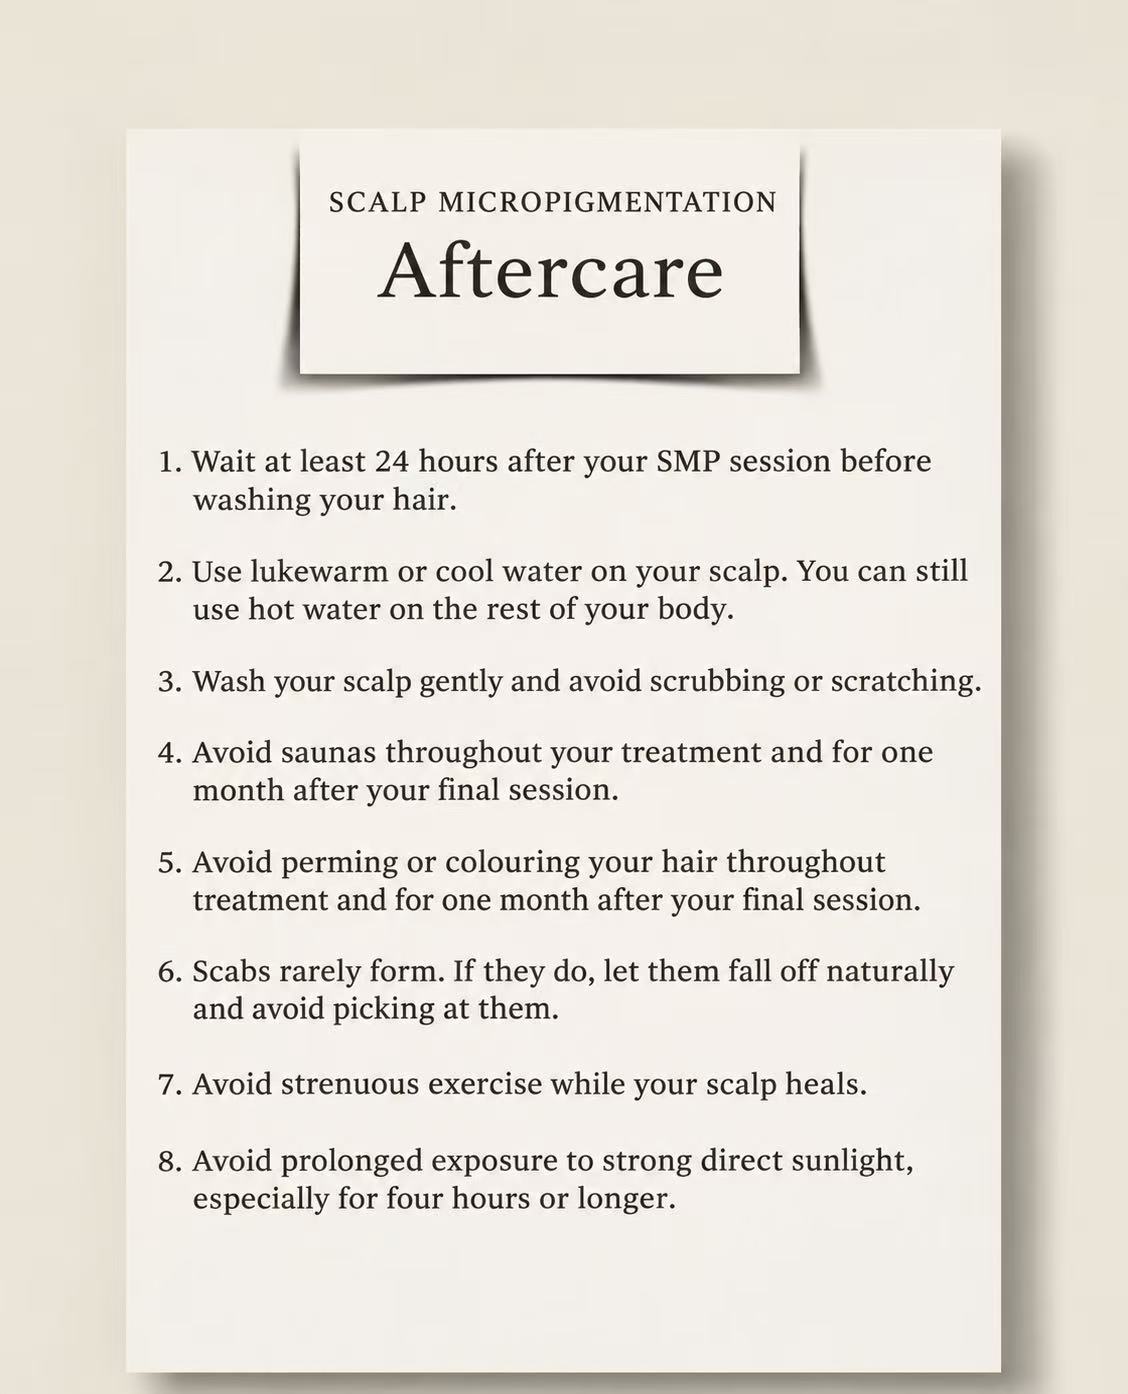 SCALP MICROPIGMENTATION
Aftercare
1. Wait at least 24 hours after your SMP session before
washing your hair.
2. Use lukewarm or cool water on your scalp. You can still
use hot water on the rest of your body.
3. Wash your scalp gently and avoid scrubbing or scratching.
4. Avoid saunas throughout your treatment and for one
month after your final session.
5. Avoid perming or colouring your hair throughout
treatment and for one month after your final session.
6. Scabs rarely form. If they do, let them fall off naturally
and avoid picking at them.
7. Avoid strenuous exercise while your scalp heals.
8. Avoid prolonged exposure to strong direct sunlight,
especially for four hours or longer.